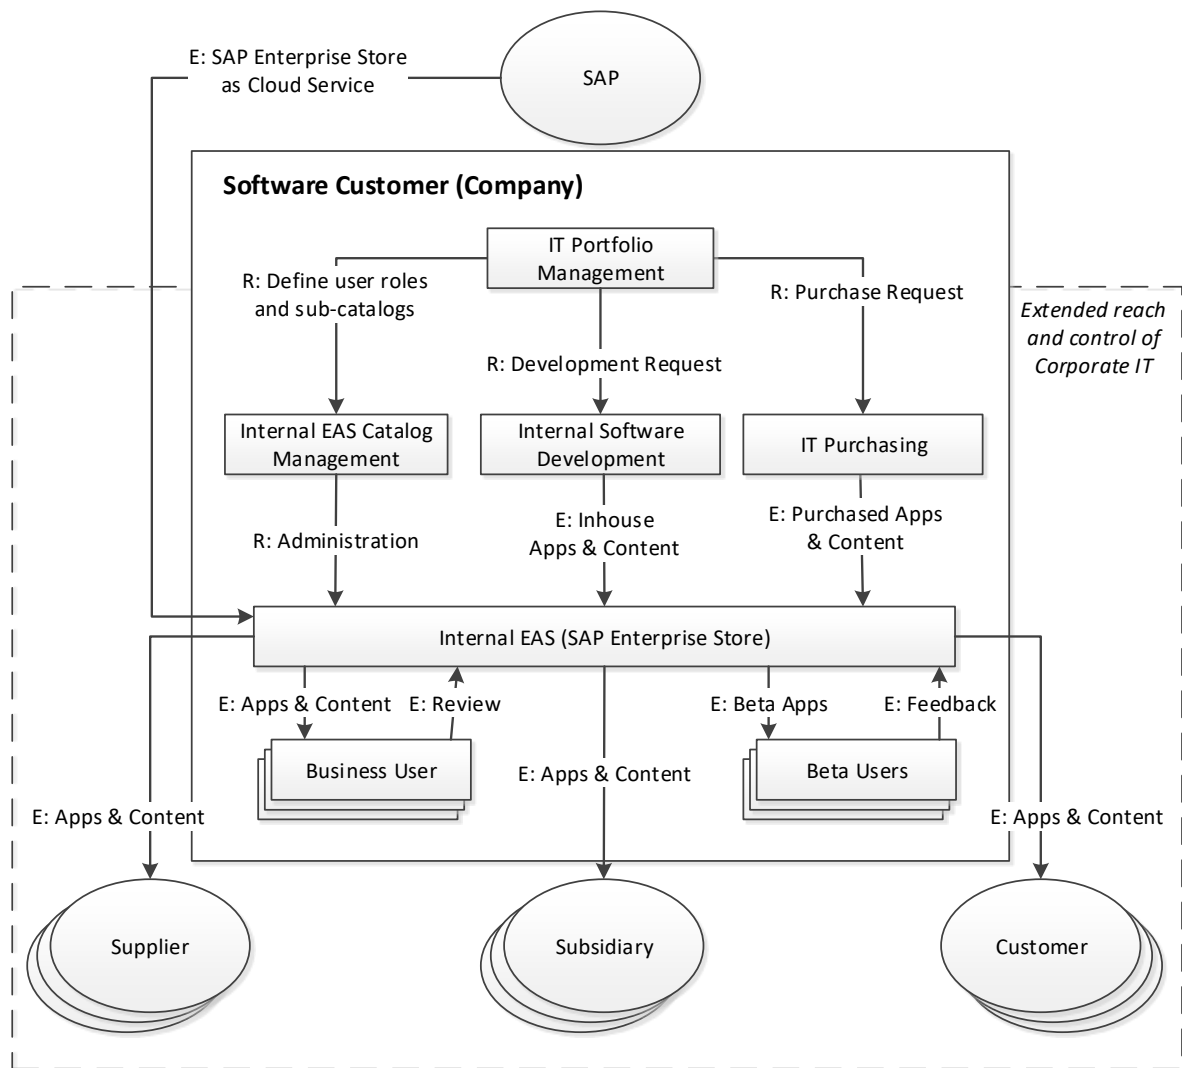 E: SAP Enterprise Store
as Cloud Service
SAP
Software Customer (Company)
IT Portfolio
Management
R: Define user roles
and sub-catalogs
R: Purchase Request
Extended reach
and control of
Corporate IT
R: Development Request
Internal EAS Catalog
Management
Internal Software
Development
IT Purchasing
R: Administration
E: Inhouse
Apps & Content
E: Purchased Apps
& Content
Internal EAS (SAP Enterprise Store)
E: Apps & Content
E: Review
E: Beta Apps
E: Feedback
Business User
E: Apps & Content
Beta Users
E: Apps & Content
E: Apps & Content
Supplier
Subsidiary
Customer